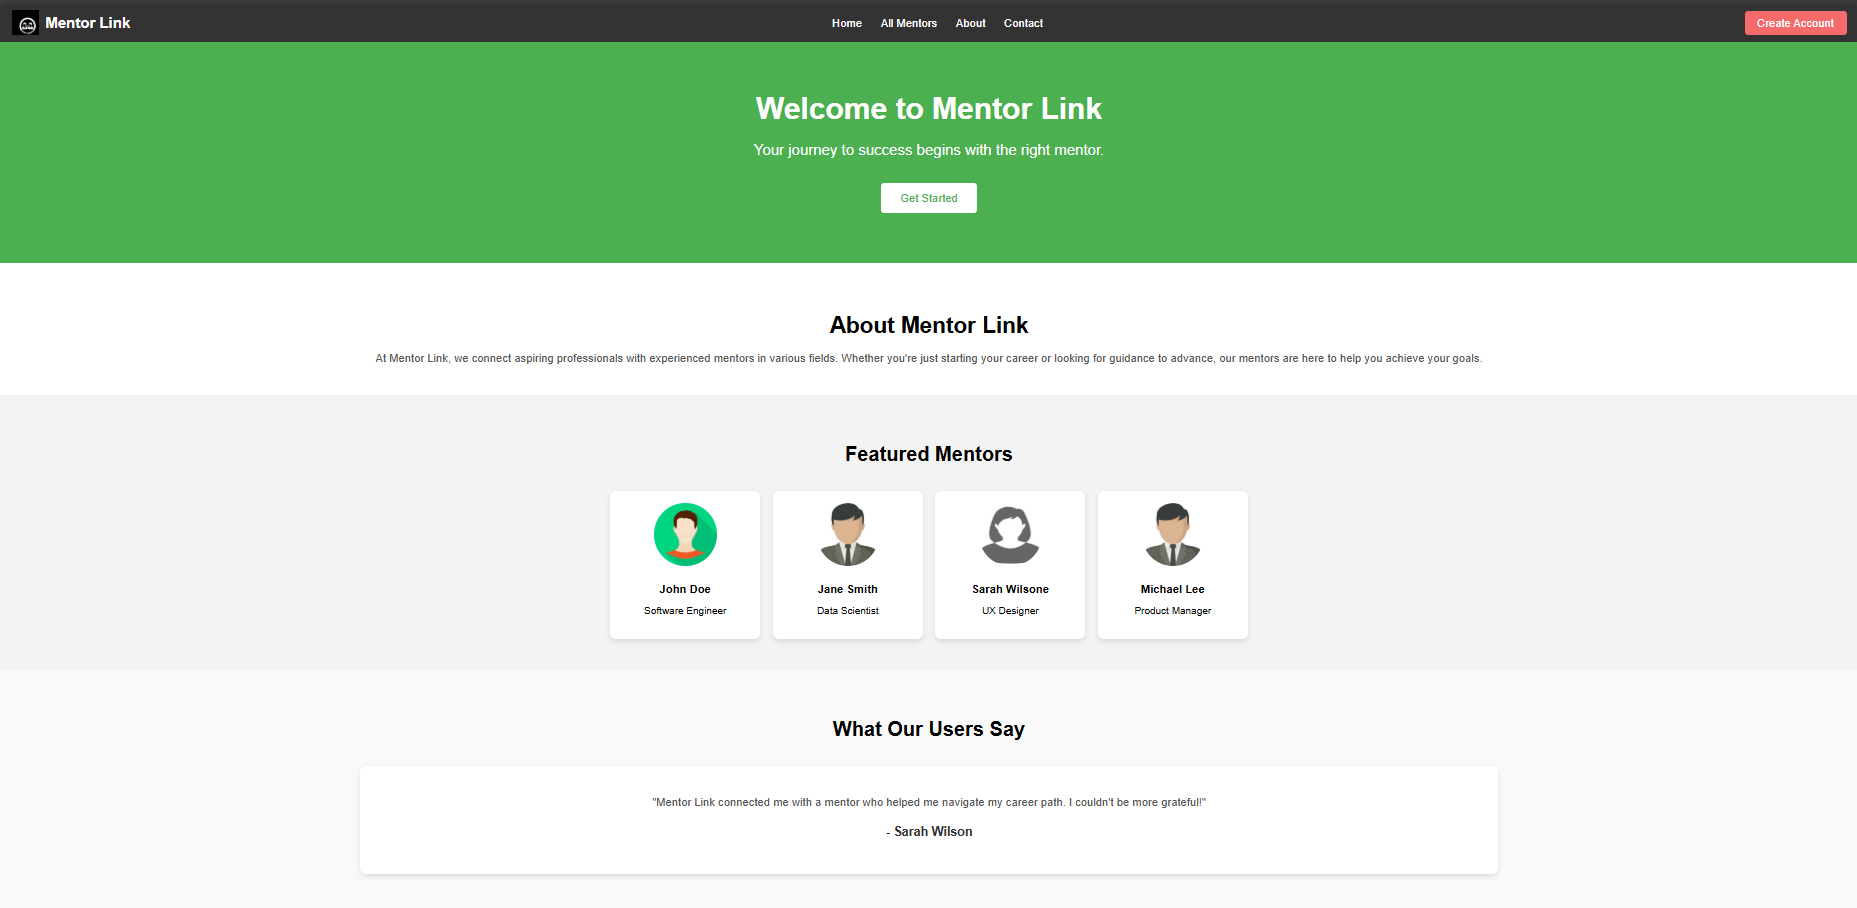 Mentor Link
Home All Mentors About Contact
Create Account
Welcome to Mentor Link
Your journey to success begins with the right mentor.
Get Started
About Mentor Link
At Mentor Link, we connect aspiring professionals with experienced mentors in various fields. Whether you're just starting your career or looking for guidance to advance, our mentors are here to help you achieve your goals.
Featured Mentors
John Doe
Software Engineer
Jane Smith
Data Scientist
Sarah Wilsone
UX Designer
Michael Lee
Product Manager
What Our Users Say
"Mentor Link connected me with a mentor who helped me navigate my career path. I couldn't be more grateful!"
- Sarah Wilson